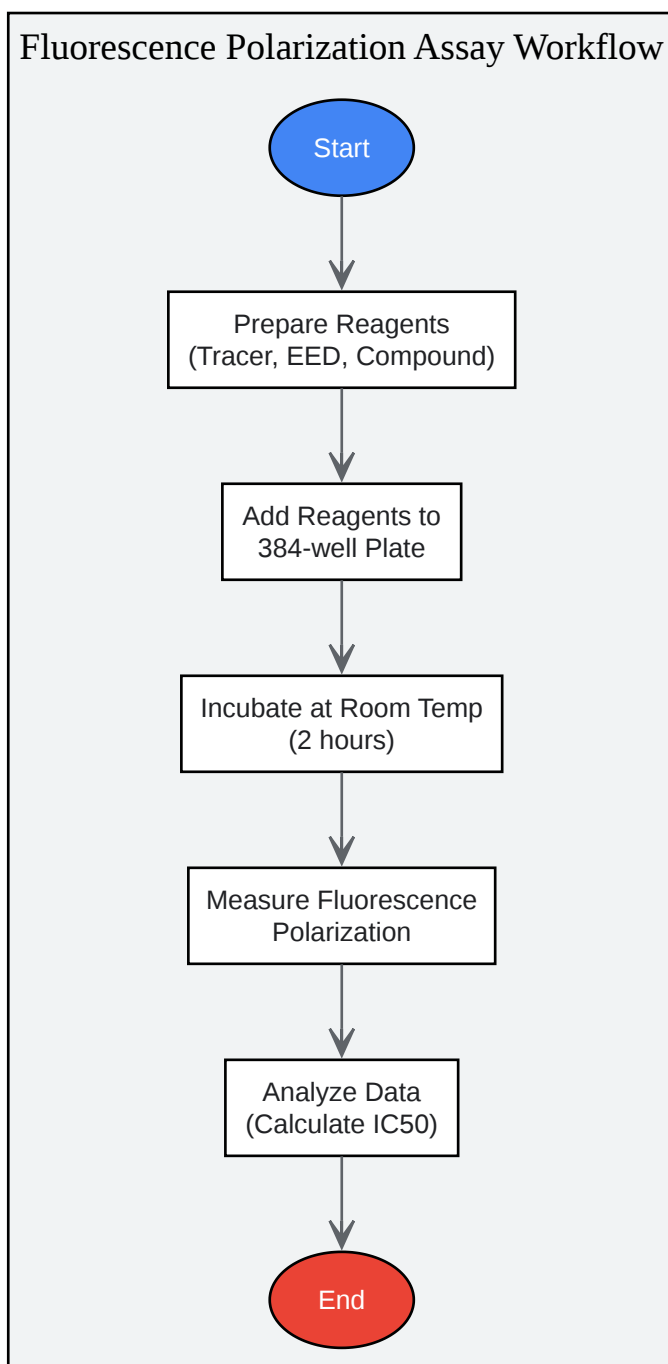 Fluorescence Polarization Assay Workflow
Start
Prepare Reagents
(Tracer, EED, Compound)
Add Reagents to
384-well Plate
Incubate at Room Temp
(2 hours)
Measure Fluorescence
Polarization
Analyze Data
(Calculate IC50)
End